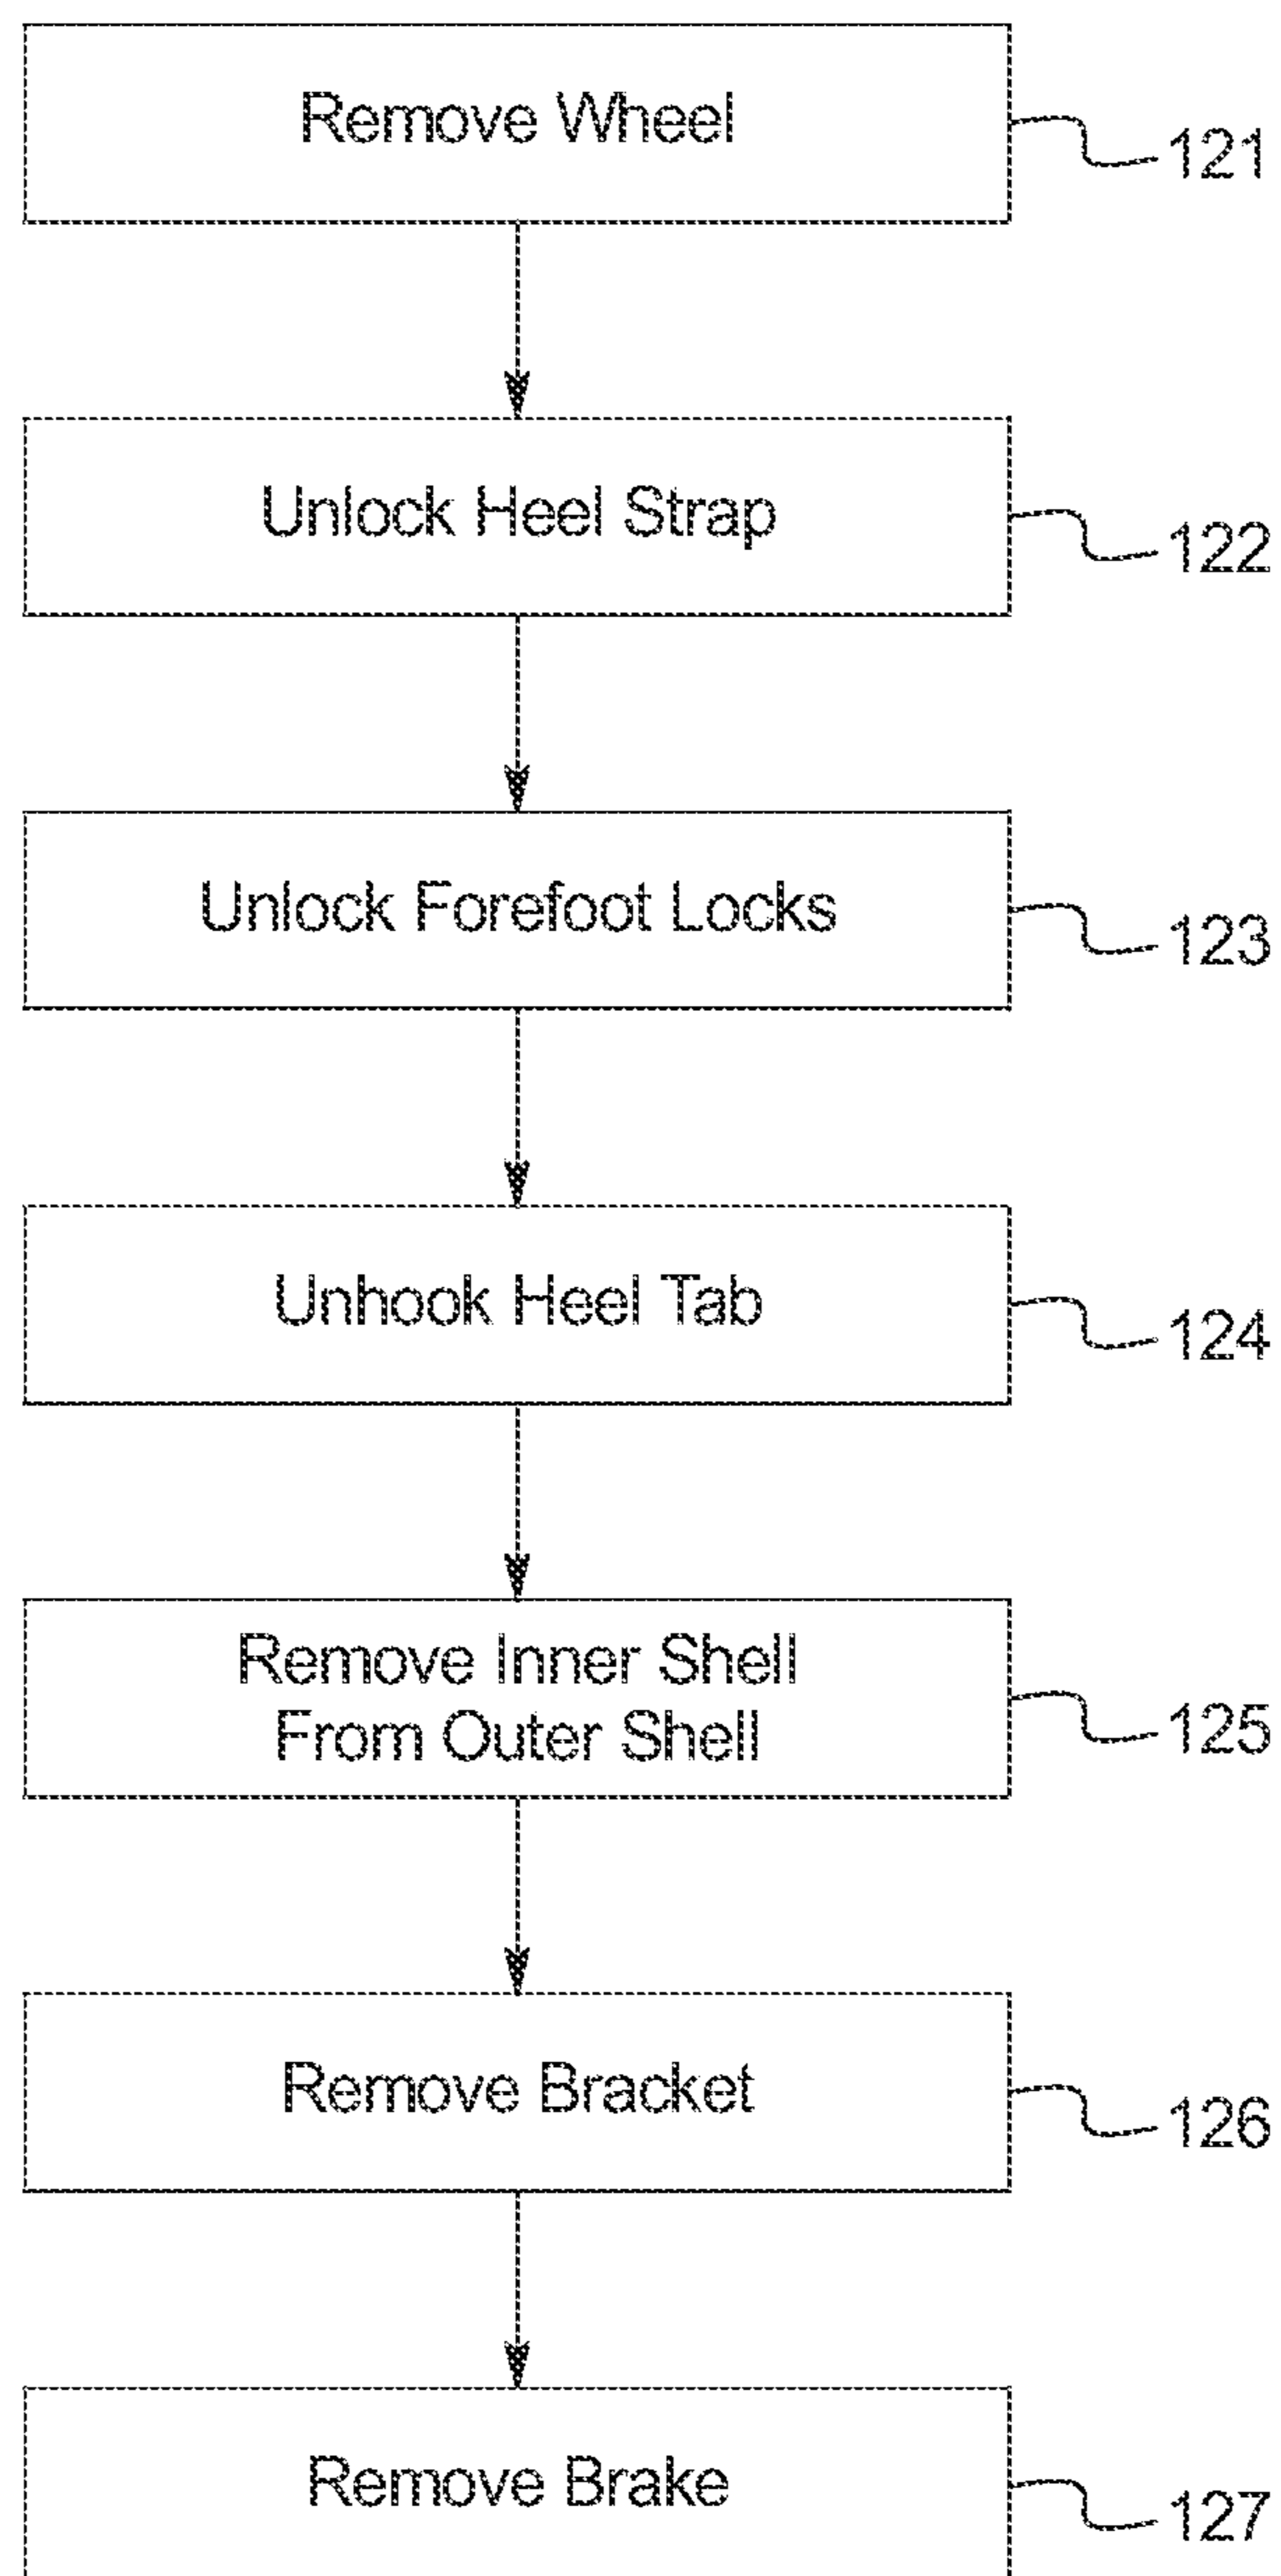 Remove Wheel
121
Unlock Heel Strap
122
Unlock Forefoot Locks
123
Unhook Heel Tab
124
Remove Inner Shell
From Outer Shell
125
Remove Bracket
126
Remove Brake
127